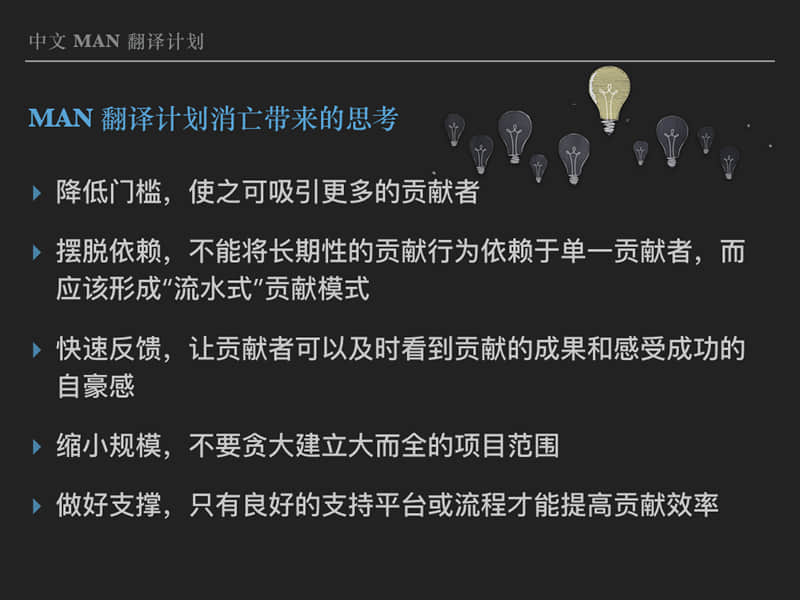 中文 MAN 翻译计划
MAN 翻译计划消亡带来的思考
降低门槛，使之可吸引更多的贡献者
摆脱依赖，不能将长期性的贡献行为依赖于单一贡献者，而
应该形成“流水式”贡献模式
快速反馈，让贡献者可以及时看到贡献的成果和感受成功的
自豪感
缩小规模，不要贪大建立大而全的项目范围
做好支撑，只有良好的支持平台或流程才能提高贡献效率